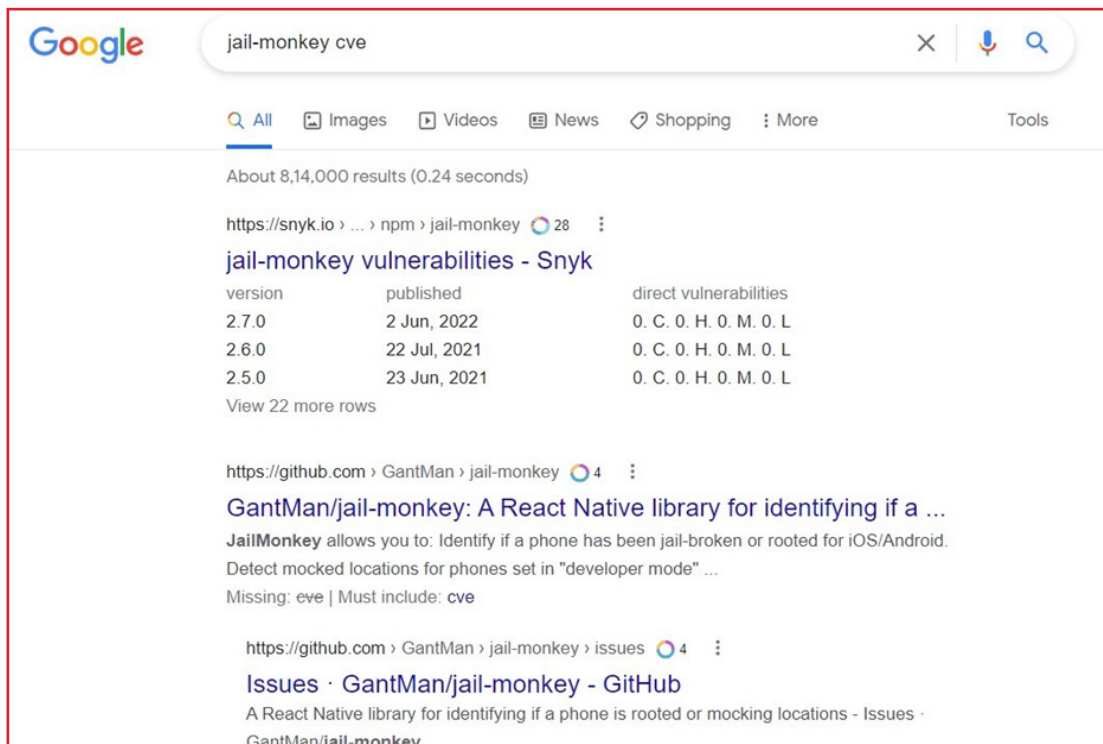 Google
jail-monkey cve
All Images Videos News Shopping More Tools
About 8,14,000 results (0.24 seconds)
https://snyk.io › ... › npm › jail-monkey 28
jail-monkey vulnerabilities - Snyk
version published direct vulnerabilities
2.7.0 2 Jun, 2022 0. C. 0. H. 0. M. 0. L
2.6.0 22 Jul, 2021 0. C. 0. H. 0. M. 0. L
2.5.0 23 Jun, 2021 0. C. 0. H. 0. M. 0. L
View 22 more rows
https://github.com › GantMan › jail-monkey 4
GantMan/jail-monkey: A React Native library for identifying if a ...
JailMonkey allows you to: Identify if a phone has been jail-broken or rooted for iOS/Android.
Detect mocked locations for phones set in "developer mode" ...
Missing: cve | Must include: cve
https://github.com › GantMan › jail-monkey › issues 4
Issues · GantMan/jail-monkey - GitHub
A React Native library for identifying if a phone is rooted or mocking locations - Issues ·
GantMan/jail-monkey